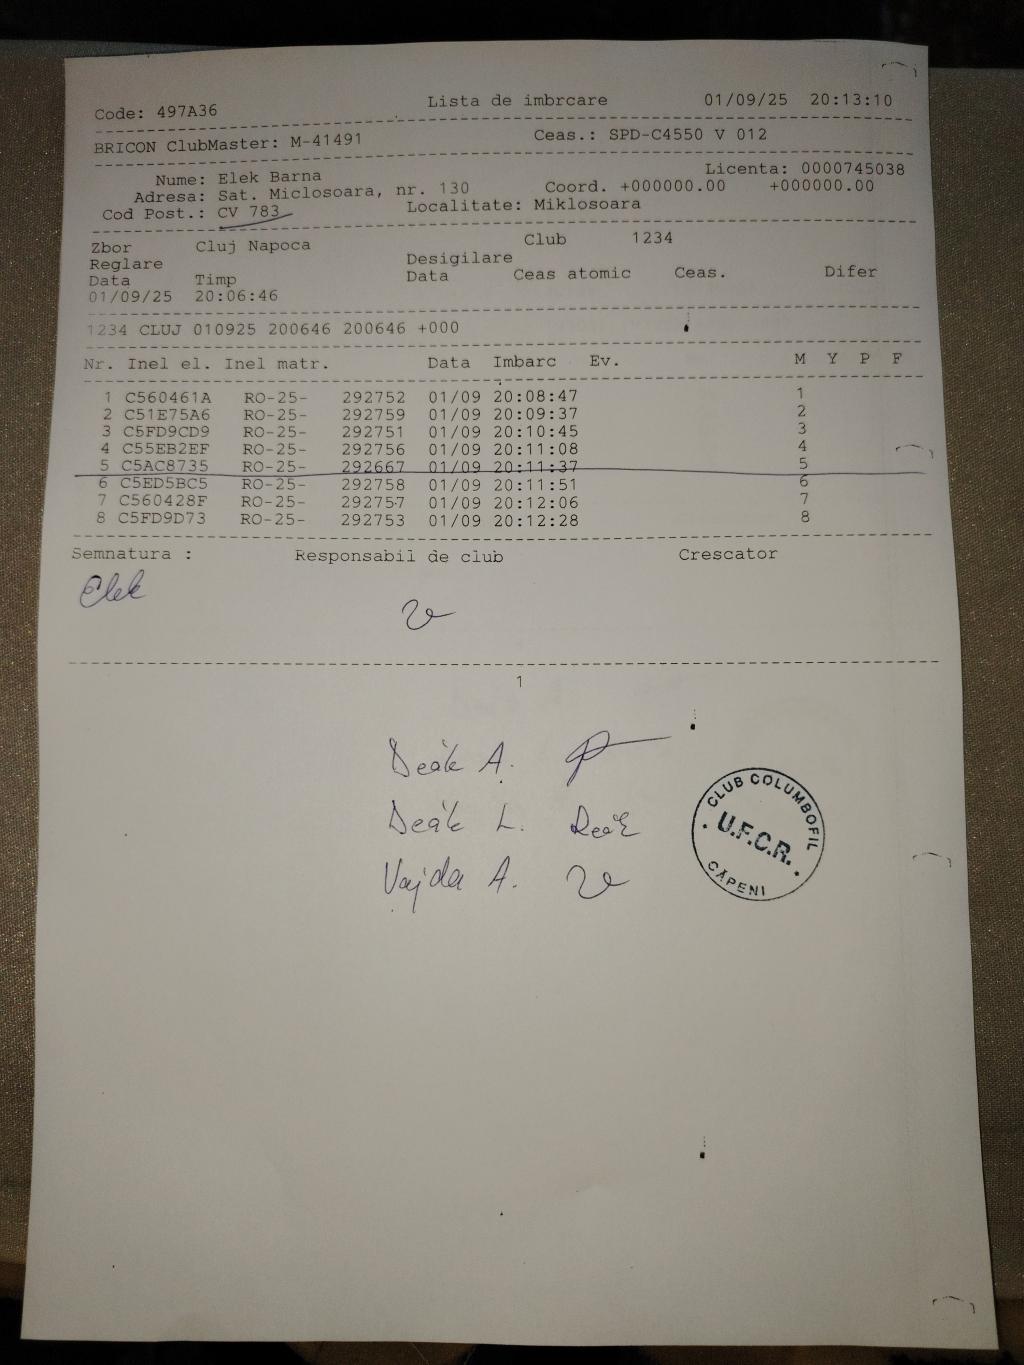 Code: 497A36 Lista de imbrcare 01/09/25 20:13:10
BRICON ClubMaster: M-41491 Ceas.: SPD-C4550 V 012
Nume: Elek Barna Licenta: 0000745038
Adresa: Sat. Miclosoara, nr. 130 Coord. +000000.00 +000000.00
Cod Post.: CV 783 Localitate: Miklosoara
Zbor Cluj Napoca Club 1234
Reglare Desigilare
Data Timp Data Ceas atomic Ceas. Difer
01/09/25 20:06:46
1234 CLUJ 010925 200646 200646 +000
Nr. Inel el. Inel matr. Data Imbarc Ev. M Y P F
1 C560461A RO-25- 292752 01/09 20:08:47 1
2 C51E75A6 RO-25- 292759 01/09 20:09:37 2
3 C5FD9CD9 RO-25- 292751 01/09 20:10:45 3
4 C55EB2EF RO-25- 292756 01/09 20:11:08 4
5 C5AC8735 RO-25- 292667 01/09 20:11:37 5
6 C5ED5BC5 RO-25- 292758 01/09 20:11:51 6
7 C560428F RO-25- 292757 01/09 20:12:06 7
8 C5FD9D73 RO-25- 292753 01/09 20:12:28 8
Semnatura : Responsabil de club Crescator
Elek
1
Deák A.
Deák L. Deák
Vajda A.
CLUB COLUMBOFIL
U.F.C.R.
CĂPENI